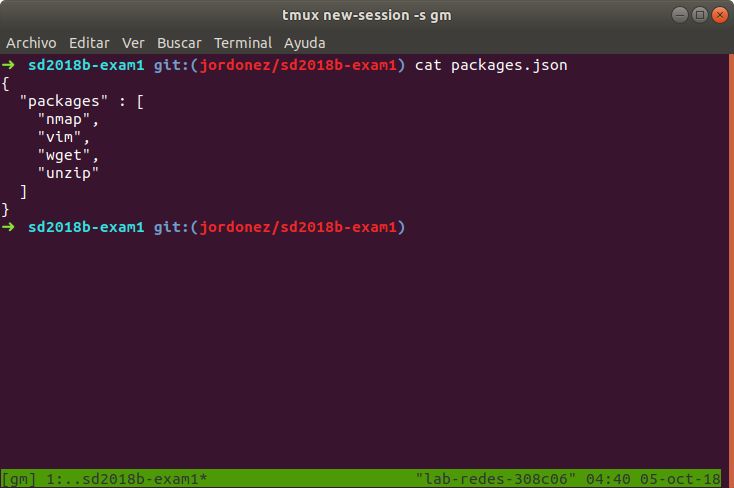 tmux new-session -s gm
Archivo Editar Ver Buscar Terminal Ayuda
➜ sd2018b-exam1 git:(jordonez/sd2018b-exam1) cat packages.json
{
  "packages" : [
    "nmap",
    "vim",
    "wget",
    "unzip"
  ]
}
➜ sd2018b-exam1 git:(jordonez/sd2018b-exam1)
[gm] 1:..sd2018b-exam1* "lab-redes-308c06" 04:40 05-oct-18